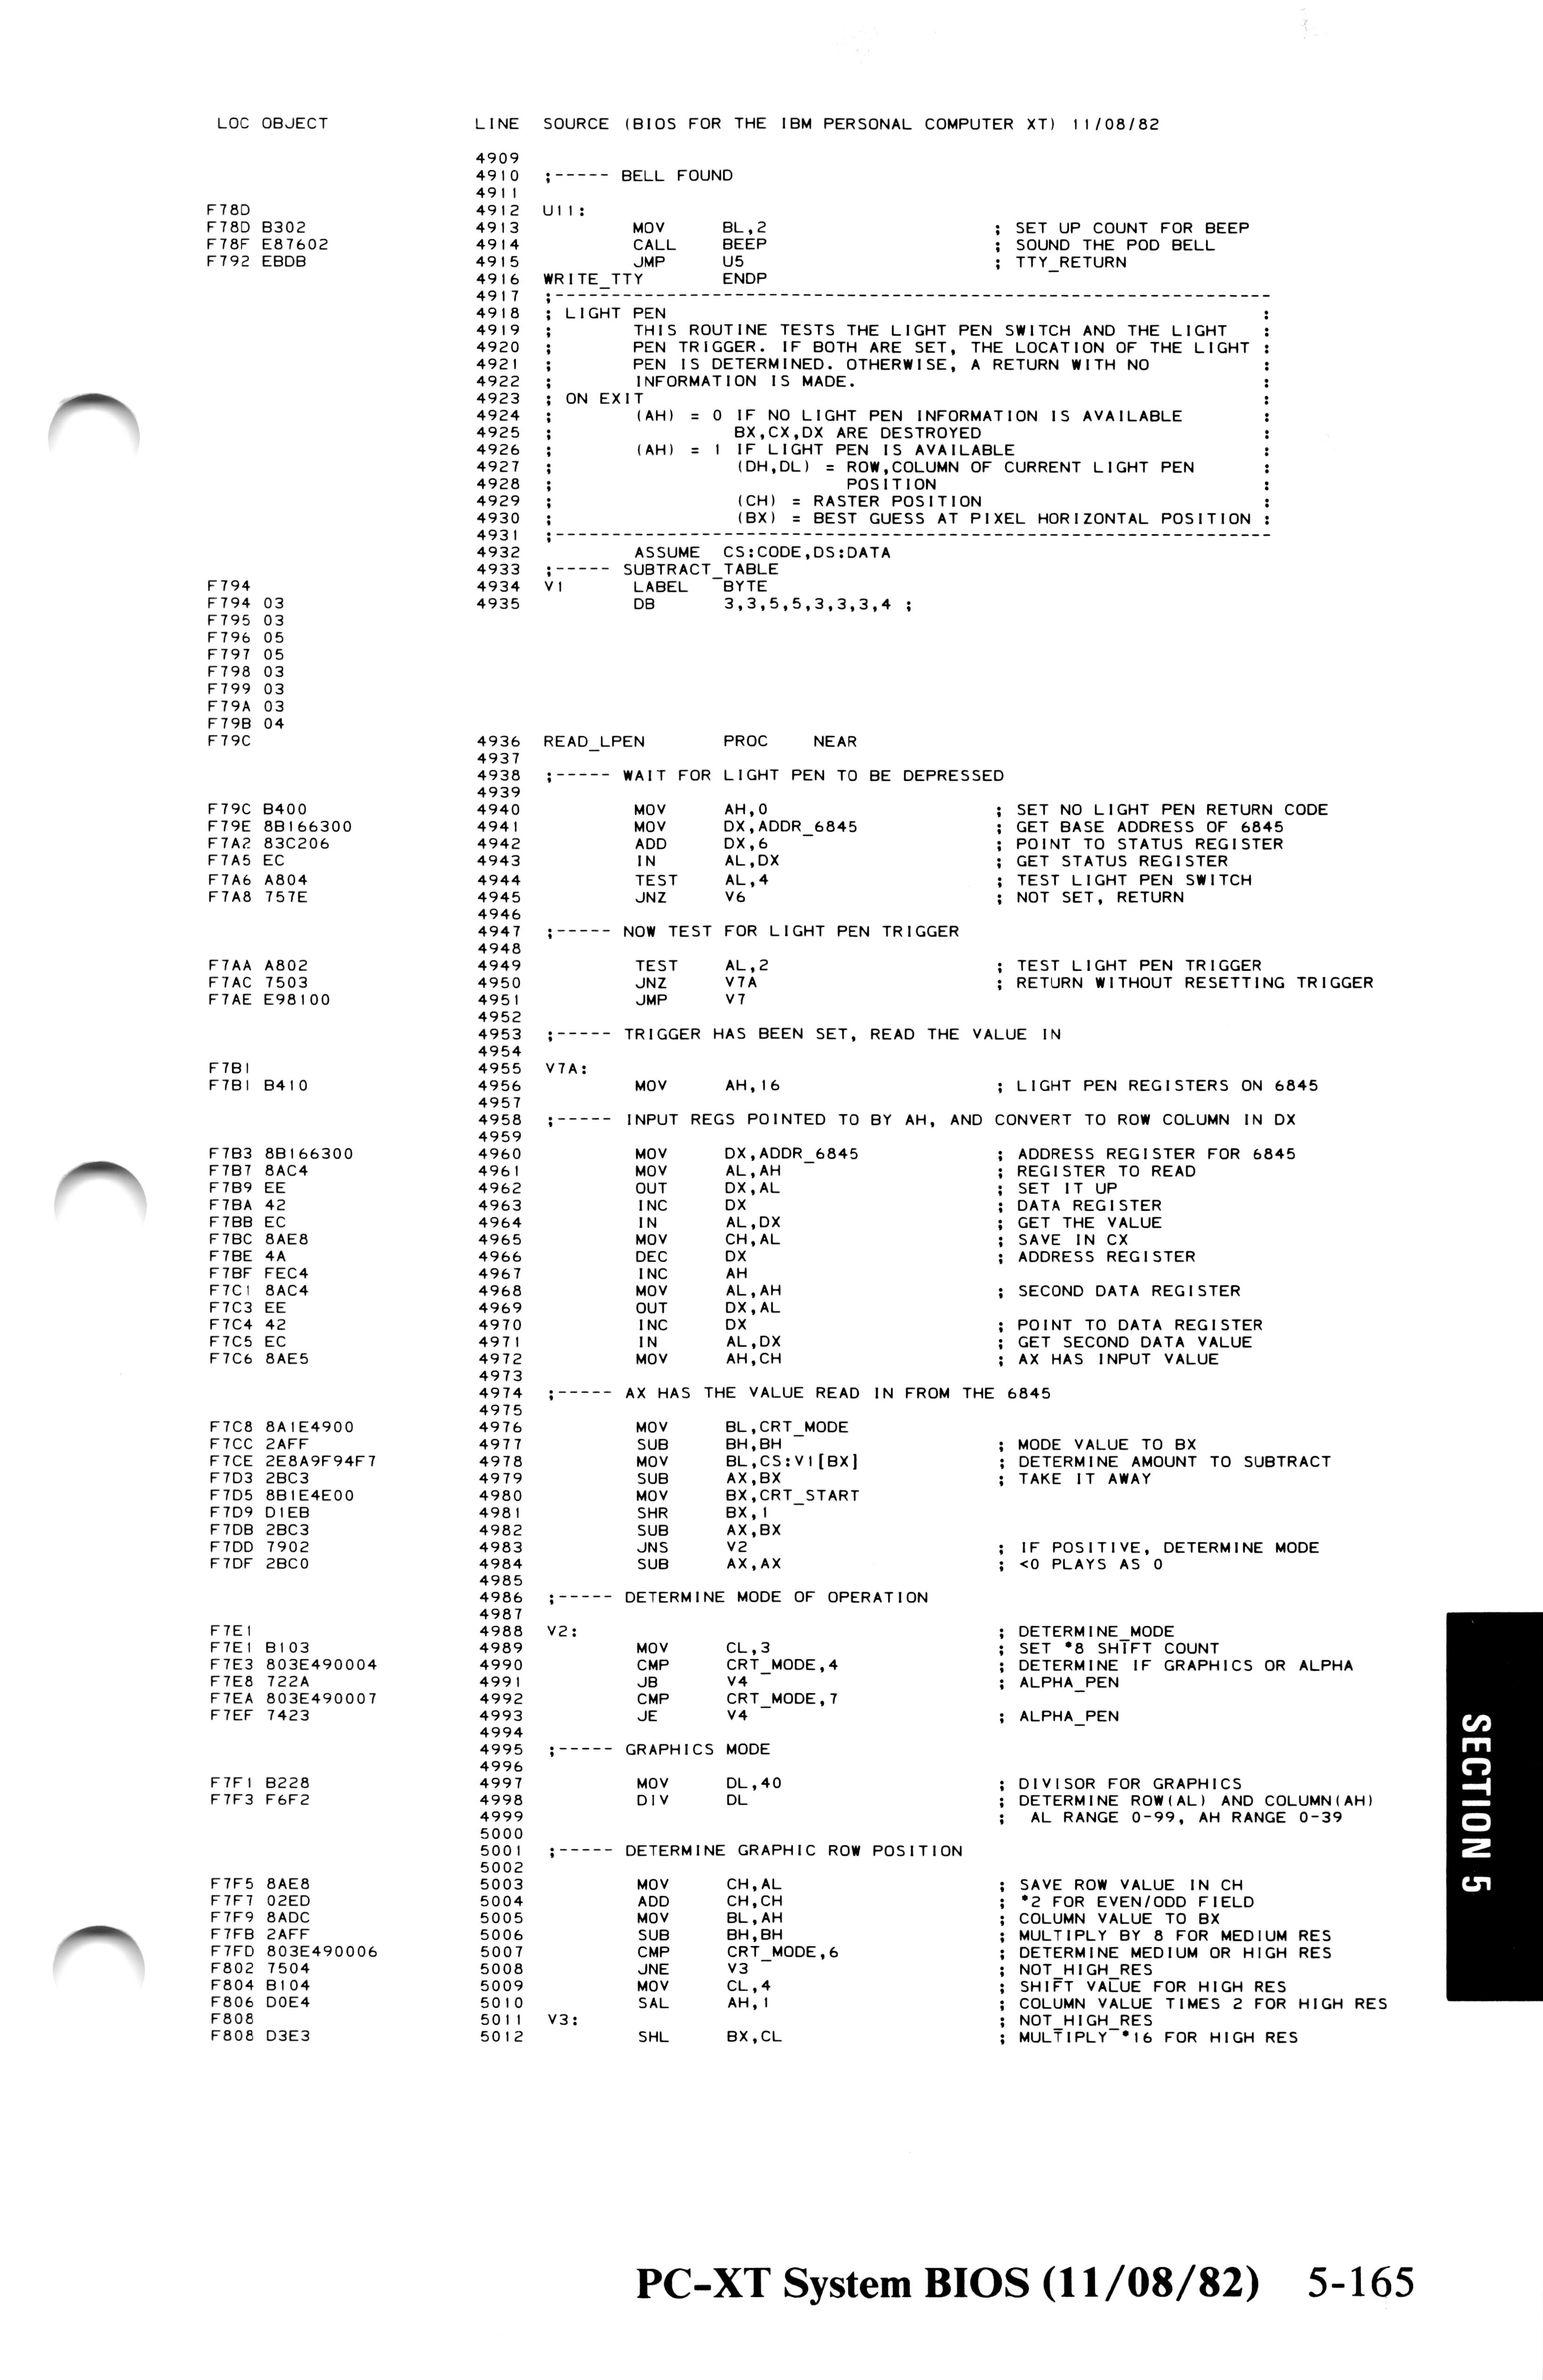 LOC OBJECT LINE SOURCE (BIOS FOR THE IBM PERSONAL COMPUTER XT) 11/08/82
4909
4910 ;----- BELL FOUND
4911
F78D 4912 U11:
F78D B302 4913 MOV BL,2 ; SET UP COUNT FOR BEEP
F78F E87602 4914 CALL BEEP ; SOUND THE POD BELL
F792 EBDB 4915 JMP U5 ; TTY_RETURN
4916 WRITE_TTY ENDP
4917 ;----------------------------------------------------------------
4918 ; LIGHT PEN :
4919 ; THIS ROUTINE TESTS THE LIGHT PEN SWITCH AND THE LIGHT :
4920 ; PEN TRIGGER. IF BOTH ARE SET, THE LOCATION OF THE LIGHT :
4921 ; PEN IS DETERMINED. OTHERWISE, A RETURN WITH NO :
4922 ; INFORMATION IS MADE. :
4923 ; ON EXIT :
4924 ; (AH) = 0 IF NO LIGHT PEN INFORMATION IS AVAILABLE :
4925 ; BX,CX,DX ARE DESTROYED :
4926 ; (AH) = 1 IF LIGHT PEN IS AVAILABLE :
4927 ; (DH,DL) = ROW,COLUMN OF CURRENT LIGHT PEN :
4928 ; POSITION :
4929 ; (CH) = RASTER POSITION :
4930 ; (BX) = BEST GUESS AT PIXEL HORIZONTAL POSITION :
4931 ;----------------------------------------------------------------
4932 ASSUME CS:CODE,DS:DATA
4933 ;----- SUBTRACT_TABLE
F794 4934 V1 LABEL BYTE
F794 03 4935 DB 3,3,5,5,3,3,3,4 ;
F795 03
F796 05
F797 05
F798 03
F799 03
F79A 03
F79B 04
F79C 4936 READ_LPEN PROC NEAR
4937
4938 ;----- WAIT FOR LIGHT PEN TO BE DEPRESSED
4939
F79C B400 4940 MOV AH,0 ; SET NO LIGHT PEN RETURN CODE
F79E 8B166300 4941 MOV DX,ADDR_6845 ; GET BASE ADDRESS OF 6845
F7A2 83C206 4942 ADD DX,6 ; POINT TO STATUS REGISTER
F7A5 EC 4943 IN AL,DX ; GET STATUS REGISTER
F7A6 A804 4944 TEST AL,4 ; TEST LIGHT PEN SWITCH
F7A8 757E 4945 JNZ V6 ; NOT SET, RETURN
4946
4947 ;----- NOW TEST FOR LIGHT PEN TRIGGER
4948
F7AA A802 4949 TEST AL,2 ; TEST LIGHT PEN TRIGGER
F7AC 7503 4950 JNZ V7A ; RETURN WITHOUT RESETTING TRIGGER
F7AE E98100 4951 JMP V7
4952
4953 ;----- TRIGGER HAS BEEN SET, READ THE VALUE IN
4954
F7B1 4955 V7A:
F7B1 B410 4956 MOV AH,16 ; LIGHT PEN REGISTERS ON 6845
4957
4958 ;----- INPUT REGS POINTED TO BY AH, AND CONVERT TO ROW COLUMN IN DX
4959
F7B3 8B166300 4960 MOV DX,ADDR_6845 ; ADDRESS REGISTER FOR 6845
F7B7 8AC4 4961 MOV AL,AH ; REGISTER TO READ
F7B9 EE 4962 OUT DX,AL ; SET IT UP
F7BA 42 4963 INC DX ; DATA REGISTER
F7BB EC 4964 IN AL,DX ; GET THE VALUE
F7BC 8AE8 4965 MOV CH,AL ; SAVE IN CX
F7BE 4A 4966 DEC DX ; ADDRESS REGISTER
F7BF FEC4 4967 INC AH
F7C1 8AC4 4968 MOV AL,AH ; SECOND DATA REGISTER
F7C3 EE 4969 OUT DX,AL
F7C4 42 4970 INC DX ; POINT TO DATA REGISTER
F7C5 EC 4971 IN AL,DX ; GET SECOND DATA VALUE
F7C6 8AE5 4972 MOV AH,CH ; AX HAS INPUT VALUE
4973
4974 ;----- AX HAS THE VALUE READ IN FROM THE 6845
4975
F7C8 8A1E4900 4976 MOV BL,CRT_MODE
F7CC 2AFF 4977 SUB BH,BH ; MODE VALUE TO BX
F7CE 2E8A9F94F7 4978 MOV BL,CS:V1[BX] ; DETERMINE AMOUNT TO SUBTRACT
F7D3 2BC3 4979 SUB AX,BX ; TAKE IT AWAY
F7D5 8B1E4E00 4980 MOV BX,CRT_START
F7D9 D1EB 4981 SHR BX,1
F7DB 2BC3 4982 SUB AX,BX
F7DD 7902 4983 JNS V2 ; IF POSITIVE, DETERMINE MODE
F7DF 2BC0 4984 SUB AX,AX ; <0 PLAYS AS 0
4985
4986 ;----- DETERMINE MODE OF OPERATION
4987
F7E1 4988 V2: ; DETERMINE_MODE
F7E1 B103 4989 MOV CL,3 ; SET *8 SHIFT COUNT
F7E3 803E490004 4990 CMP CRT_MODE,4 ; DETERMINE IF GRAPHICS OR ALPHA
F7E8 722A 4991 JB V4 ; ALPHA_PEN
F7EA 803E490007 4992 CMP CRT_MODE,7
F7EF 7423 4993 JE V4 ; ALPHA_PEN
4994
4995 ;----- GRAPHICS MODE
4996
F7F1 B228 4997 MOV DL,40 ; DIVISOR FOR GRAPHICS
F7F3 F6F2 4998 DIV DL ; DETERMINE ROW(AL) AND COLUMN(AH)
4999 ; AL RANGE 0-99, AH RANGE 0-39
5000
5001 ;----- DETERMINE GRAPHIC ROW POSITION
5002
F7F5 8AE8 5003 MOV CH,AL ; SAVE ROW VALUE IN CH
F7F7 02ED 5004 ADD CH,CH ; *2 FOR EVEN/ODD FIELD
F7F9 8ADC 5005 MOV BL,AH ; COLUMN VALUE TO BX
F7FB 2AFF 5006 SUB BH,BH ; MULTIPLY BY 8 FOR MEDIUM RES
F7FD 803E490006 5007 CMP CRT_MODE,6 ; DETERMINE MEDIUM OR HIGH RES
F802 7504 5008 JNE V3 ; NOT_HIGH_RES
F804 B104 5009 MOV CL,4 ; SHIFT VALUE FOR HIGH RES
F806 D0E4 5010 SAL AH,1 ; COLUMN VALUE TIMES 2 FOR HIGH RES
F808 5011 V3: ; NOT_HIGH_RES
F808 D3E3 5012 SHL BX,CL ; MULTIPLY *16 FOR HIGH RES
SECTION 5
PC-XT System BIOS (11/08/82) 5-165